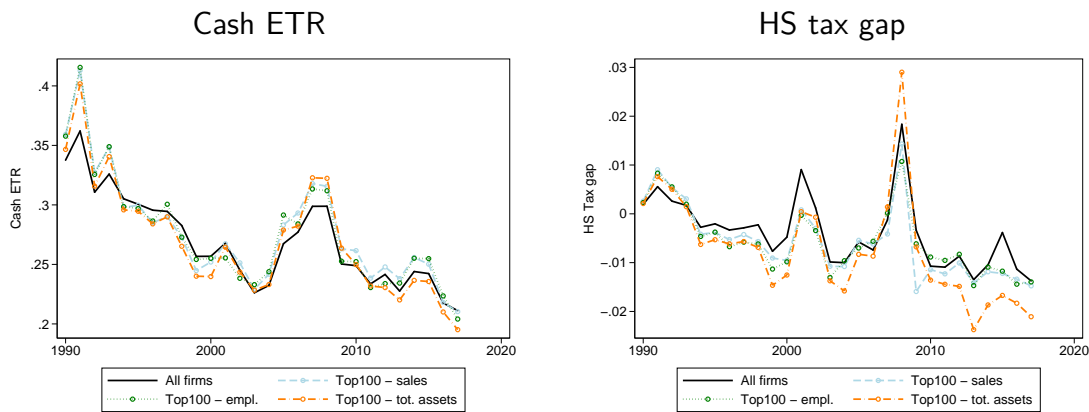 Cash ETR
HS tax gap
Cash ETR
.4
.35
.3
.25
.2
1990
2000
2010
2020
All firms
Top100 – sales
Top100 – empl.
Top100 – tot. assets
HS Tax gap
.03
.02
.01
0
−.01
−.02
1990
2000
2010
2020
All firms
Top100 – sales
Top100 – empl.
Top100 – tot. assets